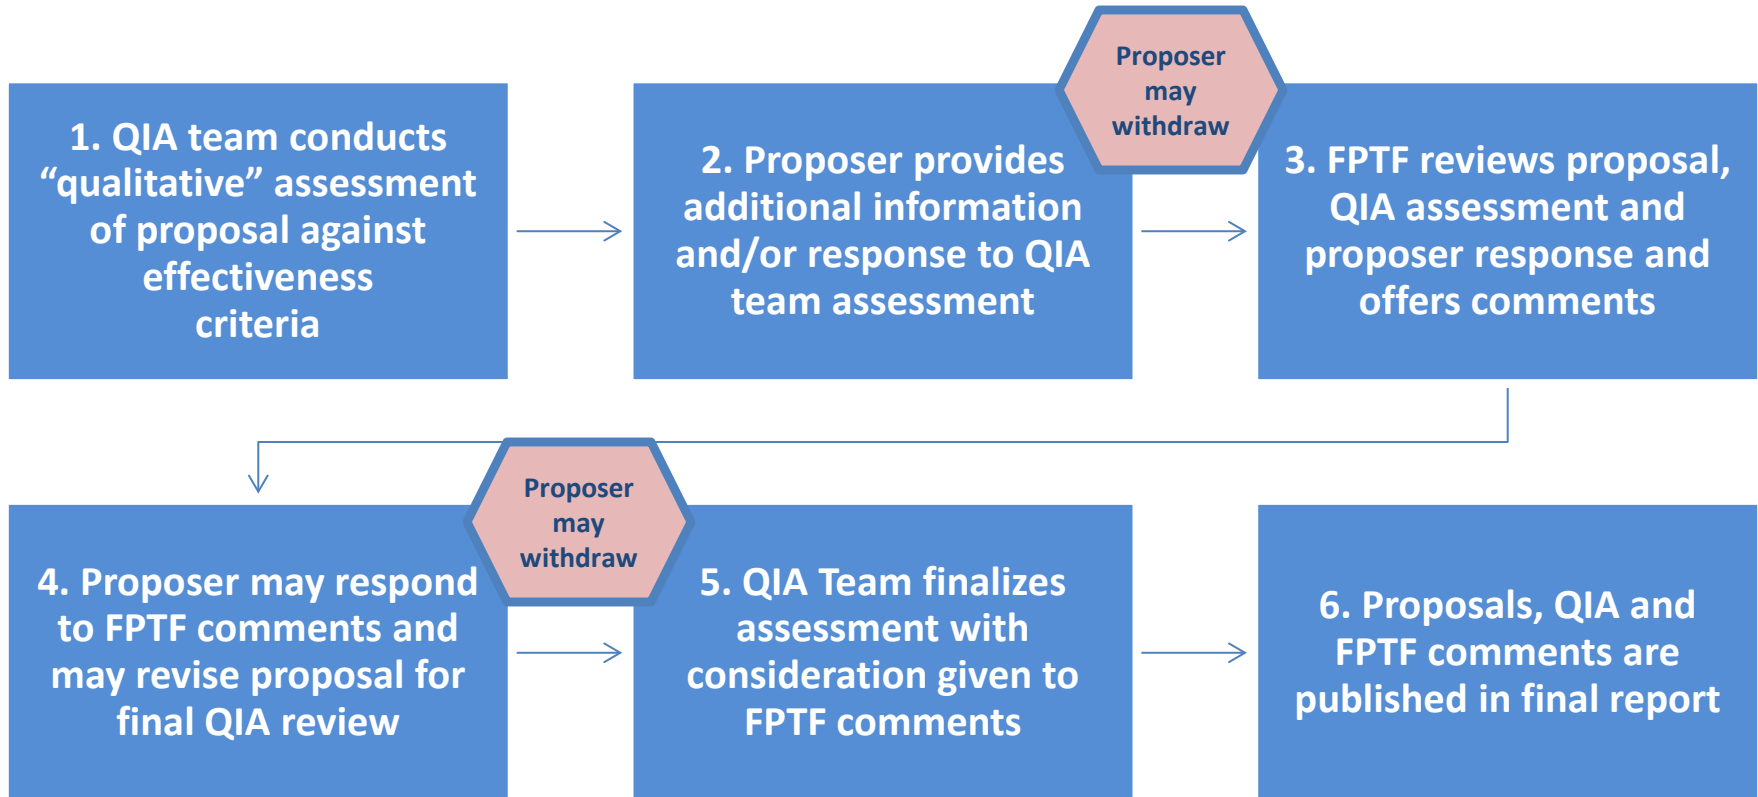 1. QIA team conducts
“qualitative” assessment
of proposal against
effectiveness
criteria
2. Proposer provides
additional information
and/or response to QIA
team assessment
Proposer
may
withdraw
3. FPTF reviews proposal,
QIA assessment and
proposer response and
offers comments
4. Proposer may respond
to FPTF comments and
may revise proposal for
final QIA review
Proposer
may
withdraw
5. QIA Team finalizes
assessment with
consideration given to
FPTF comments
6. Proposals, QIA and
FPTF comments are
published in final report